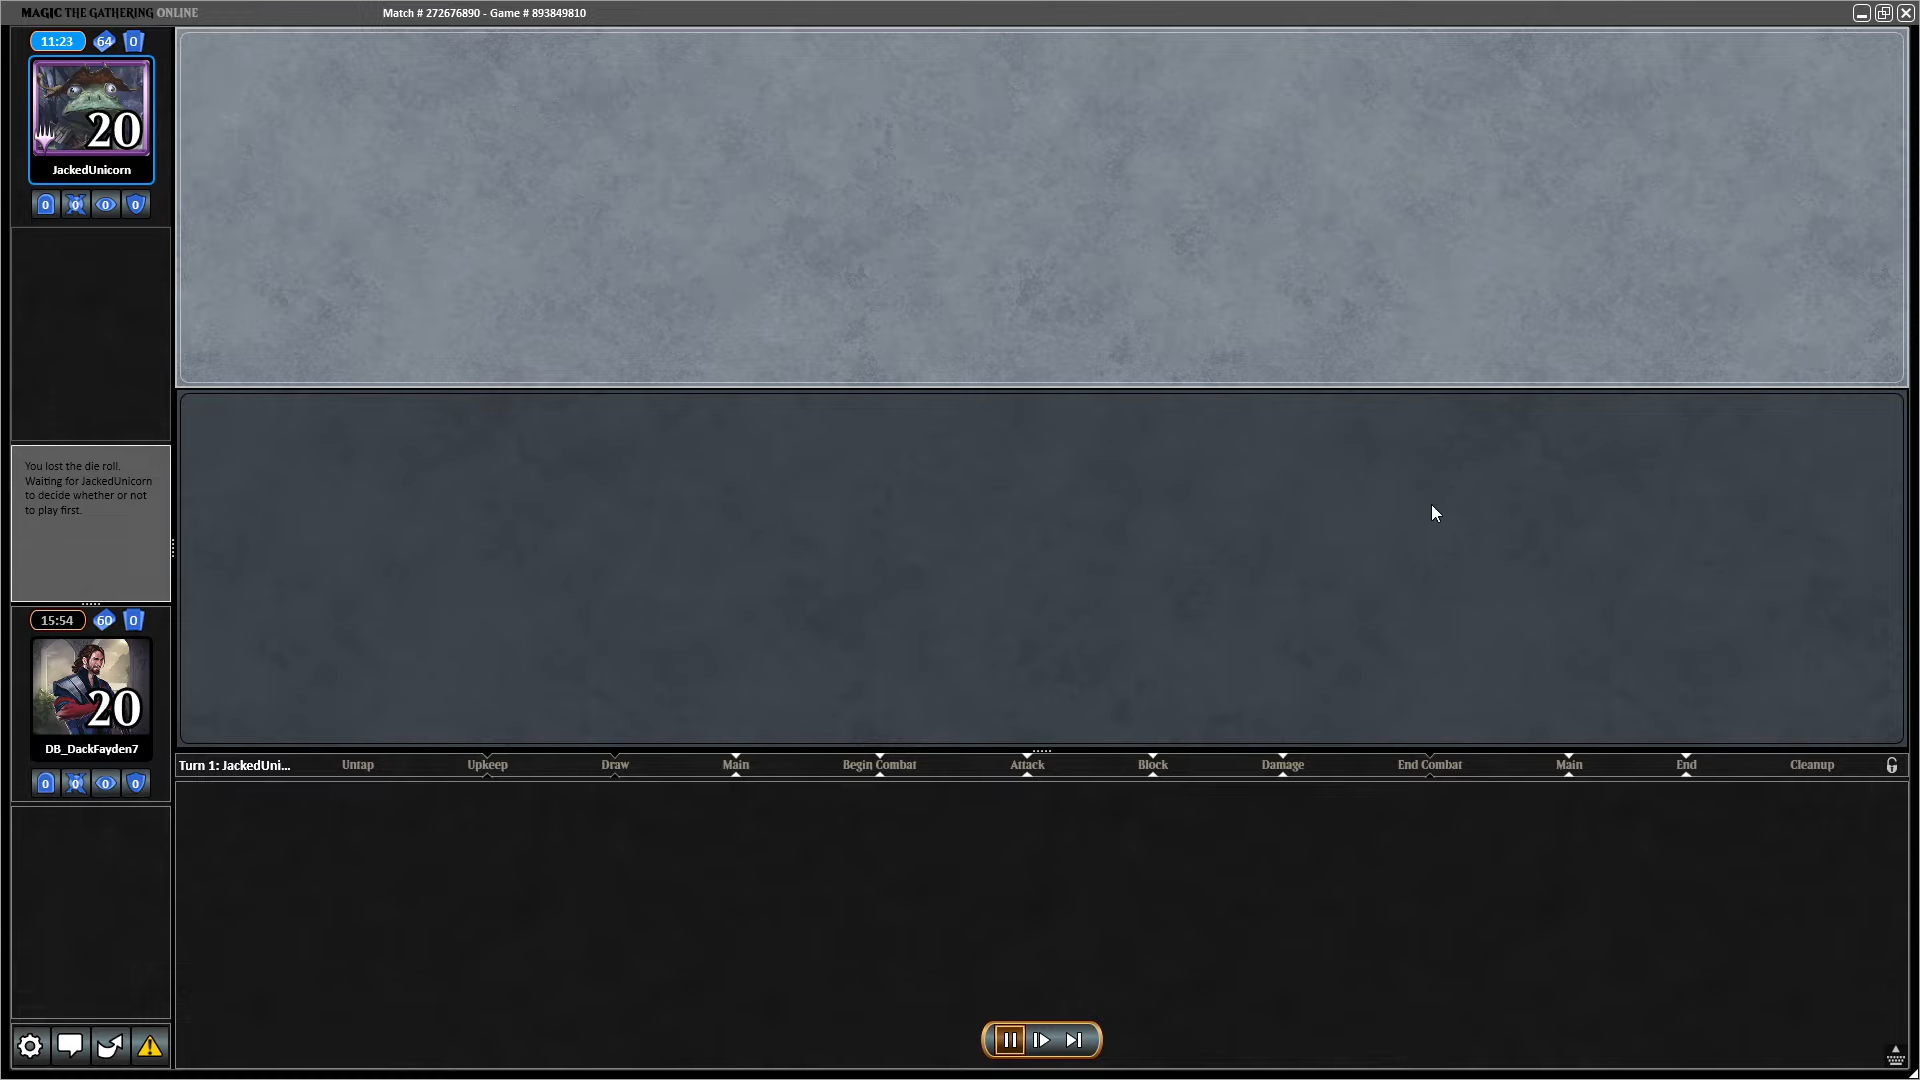 MAGIC THE GATHERING ONLINE
Match # 272676890 - Game # 893849810
11:23 64 0
20
JackedUnicorn
0 0 0 0
You lost the die roll.
Waiting for JackedUnicorn
to decide whether or not
to play first.
15:54 60 0
20
DB_DackFayden7
0 0 0 0
Turn 1: JackedUni... Untap Upkeep Draw Main Begin Combat Attack Block Damage End Combat Main End Cleanup